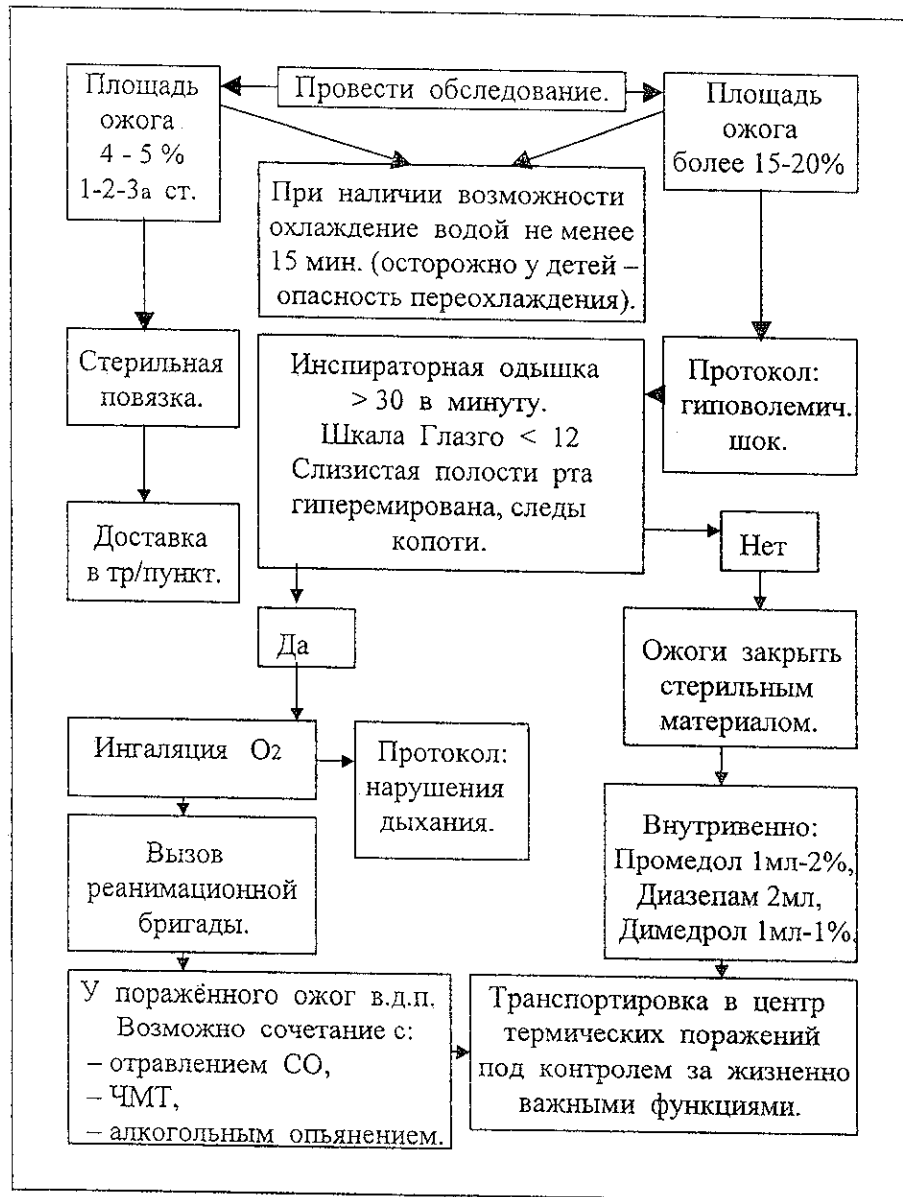 Провести обследование.
Площадь
ожога
4 - 5 %
1-2-3а ст.
Площадь
ожога
более 15-20%
При наличии возможности
охлаждение водой не менее
15 мин. (осторожно у детей –
опасность переохлаждения).
Стерильная
повязка.
Доставка
в тр/пункт.
Протокол:
гиповолемич.
шок.
Инспираторная одышка
> 30 в минуту.
Шкала Глазго < 12
Слизистая полости рта
гиперемирована, следы
копоти.
Да
Нет
Ингаляция О2
Протокол:
нарушения
дыхания.
Вызов
реанимационной
бригады.
У поражённого ожог в.д.п.
Возможно сочетание с:
– отравлением СО,
– ЧМТ,
– алкогольным опьянением.
Ожоги закрыть
стерильным
материалом.
Внутривенно:
Промедол 1мл-2%,
Диазепам 2мл,
Димедрол 1мл-1%,
Транспортировка в центр
термических поражений
под контролем за жизненно
важными функциями.